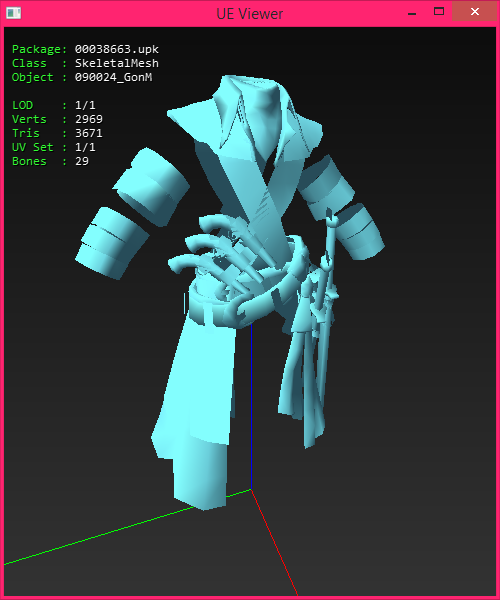 UE Viewer
Package: 00038663.upk
Class  : SkeletalMesh
Object : 090024_GonM
LOD    : 1/1
Verts  : 2969
Tris   : 3671
UV Set : 1/1
Bones  : 29